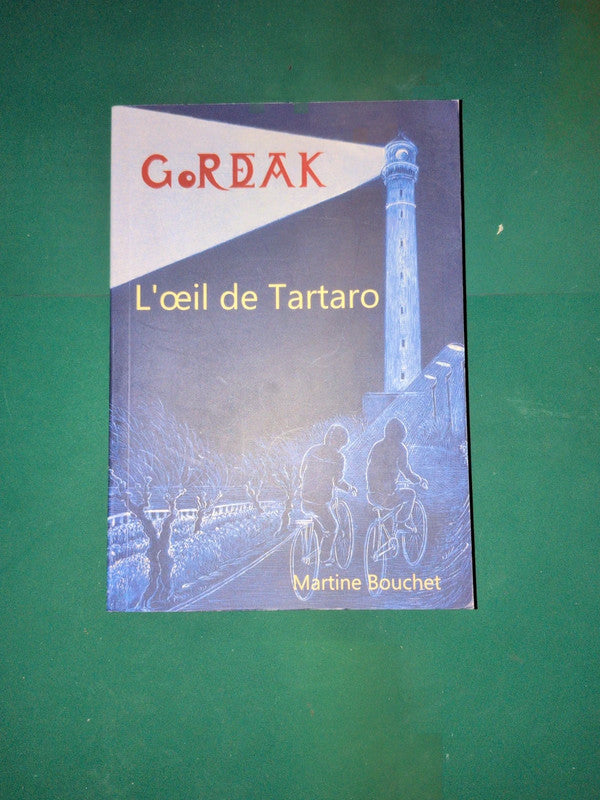 GoRDAK
L'œil de Tartaro
Martine Bouchet